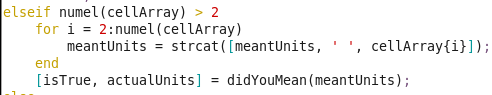 elseif numel(cellArray) > 2
    for i = 2:numel(cellArray)
        meantUnits = strcat([meantUnits, ' ', cellArray{i}]);
    end
    [isTrue, actualUnits] = didYouMean(meantUnits);